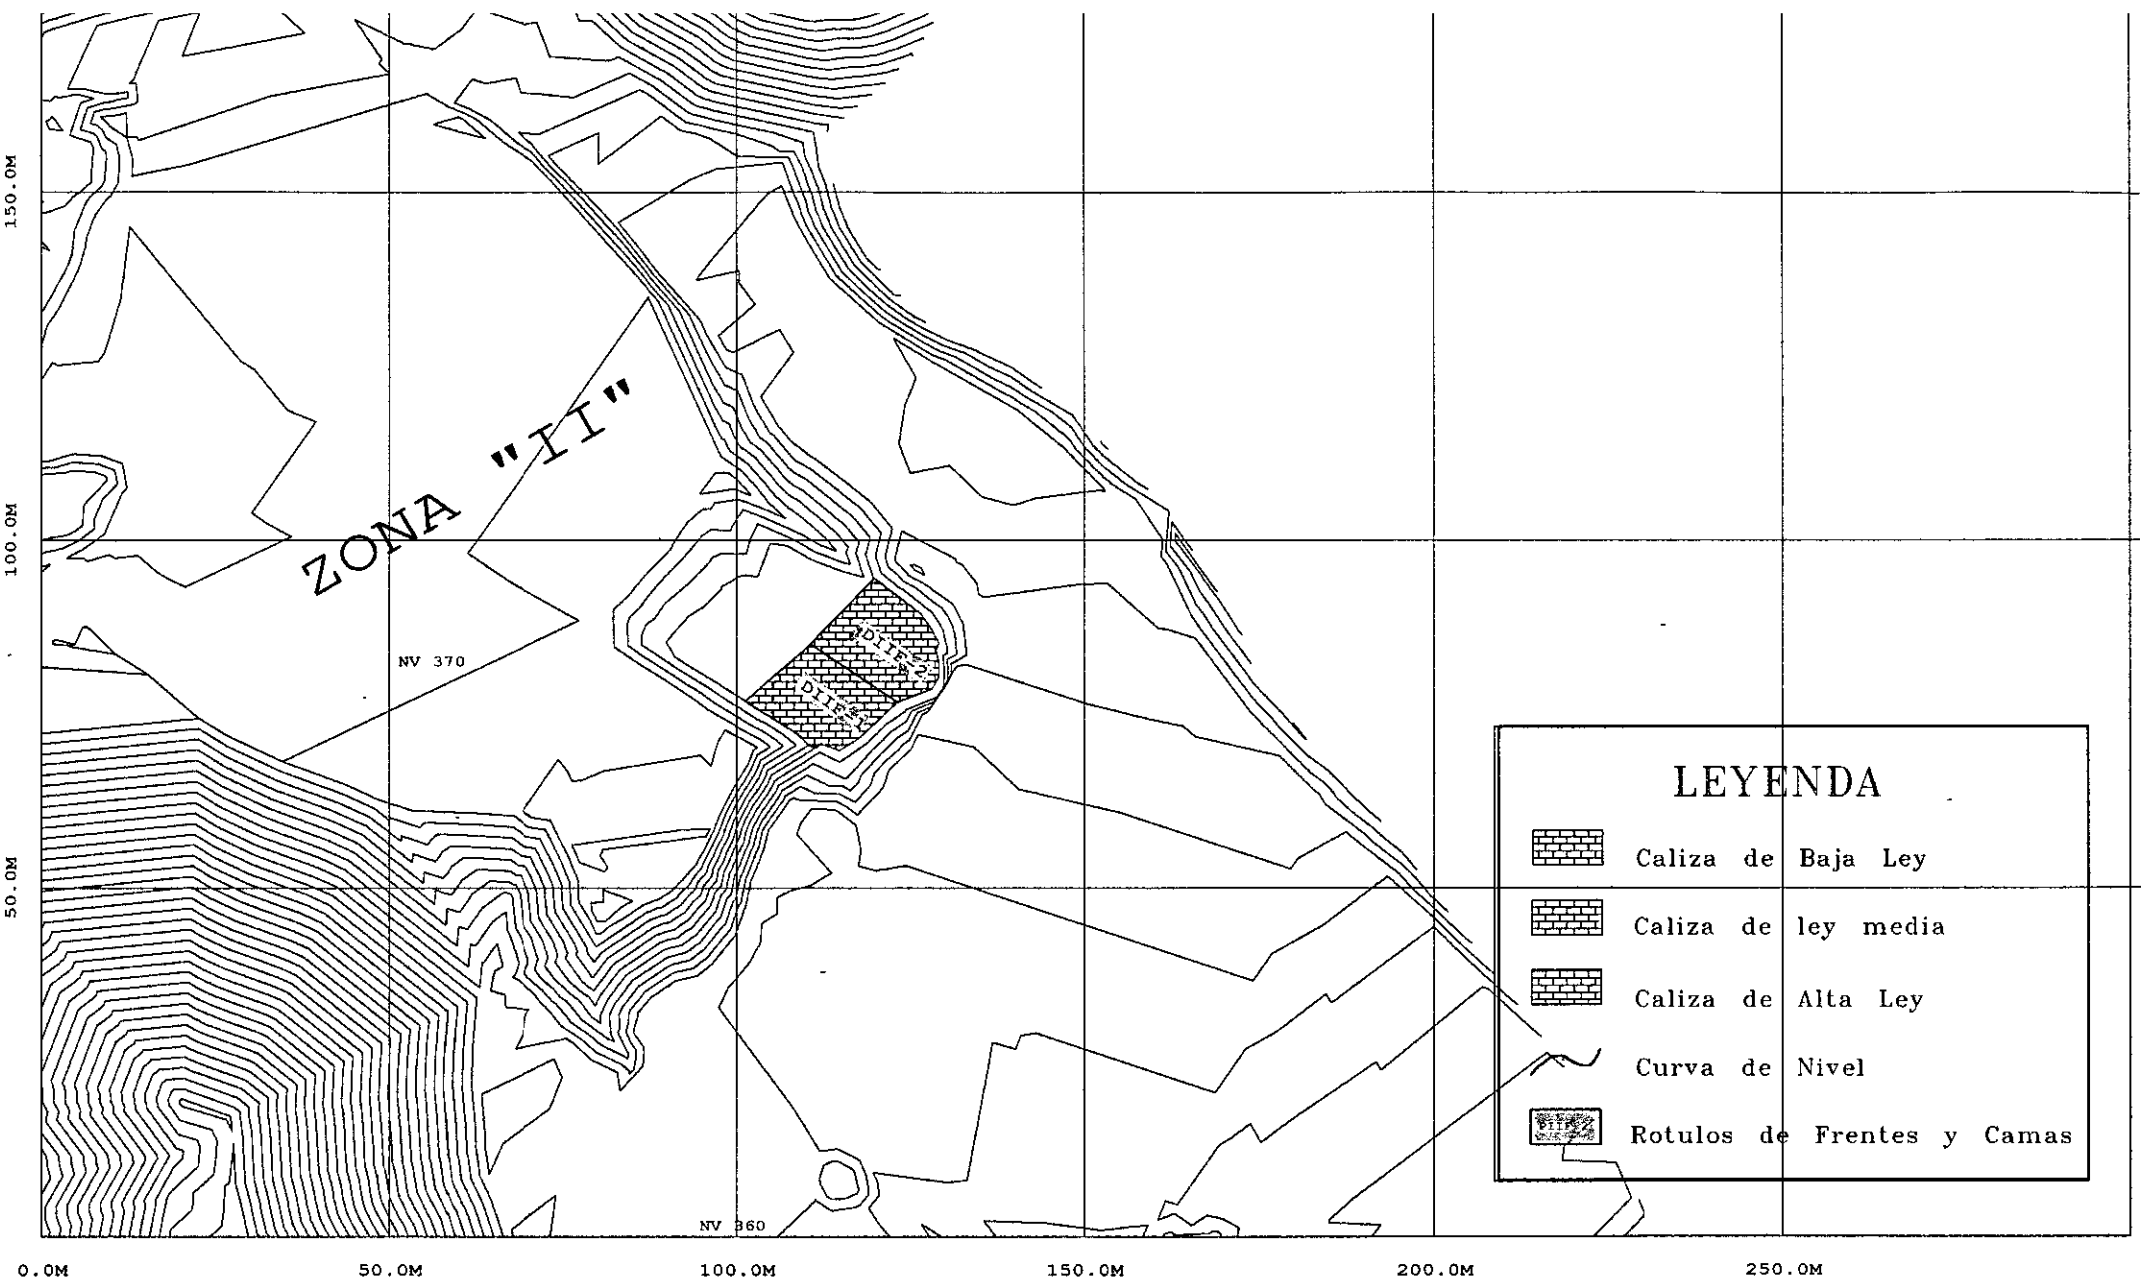 150.0M
100.0M
50.0M
ZONA "II"
NV 370
NV 360
LEYENDA
Caliza de Baja Ley
Caliza de ley media
Caliza de Alta Ley
Curva de Nivel
Rotulos de Frentes y Camas
0.0M 50.0M 100.0M 150.0M 200.0M 250.0M